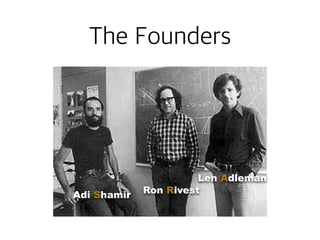 The Founders
Len Adleman
Ron Rivest
Adi Shamir